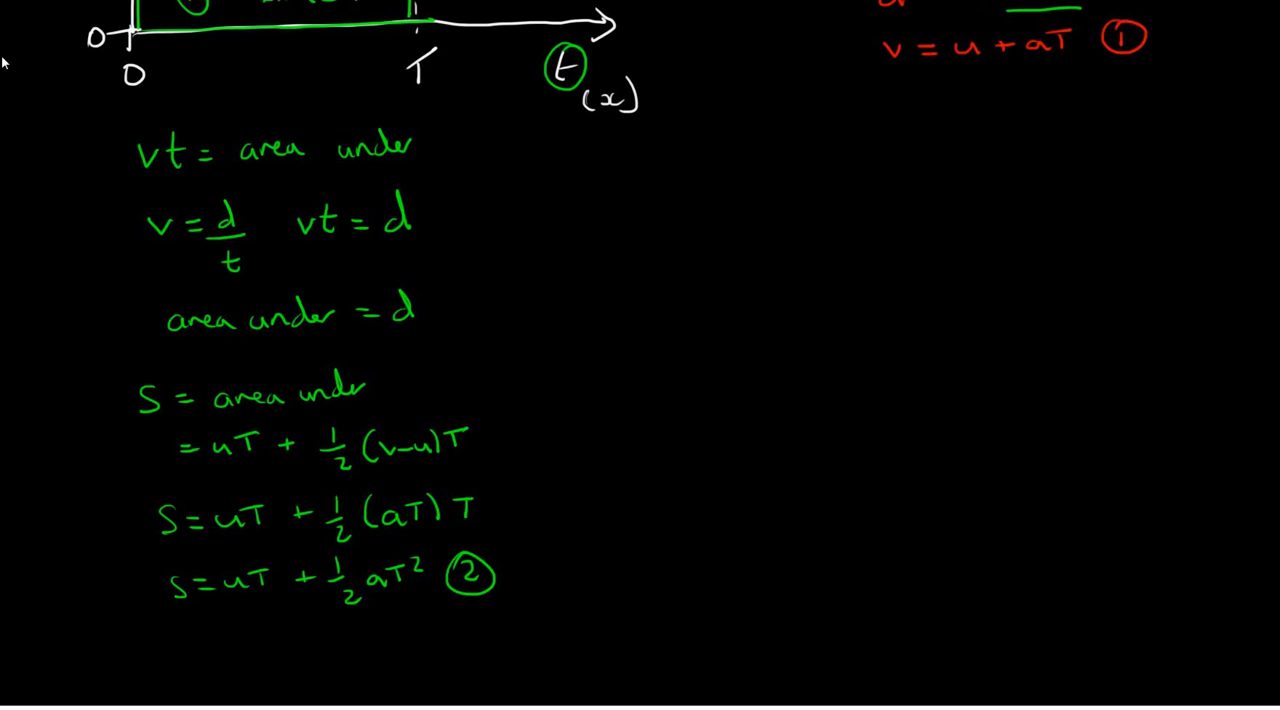 0
0 T t
(x)
v = u + aT ①
vt = area under
v = d/t vt = d
area under = d
S = area under
= uT + 1/2 (v-u)T
S = uT + 1/2 (aT) T
S = uT + 1/2 aT² ②